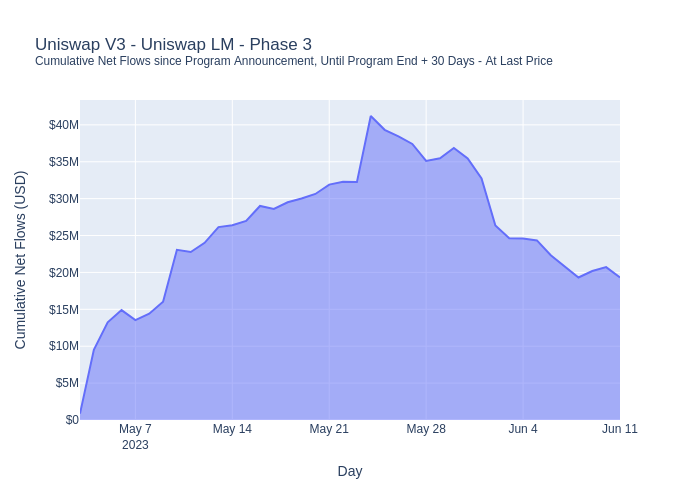 Uniswap V3 - Uniswap LM - Phase 3
Cumulative Net Flows since Program Announcement, Until Program End + 30 Days - At Last Price
Cumulative Net Flows (USD)
$40M
$35M
$30M
$25M
$20M
$15M
$10M
$5M
$0
May 7
2023
May 14
May 21
May 28
Jun 4
Jun 11
Day